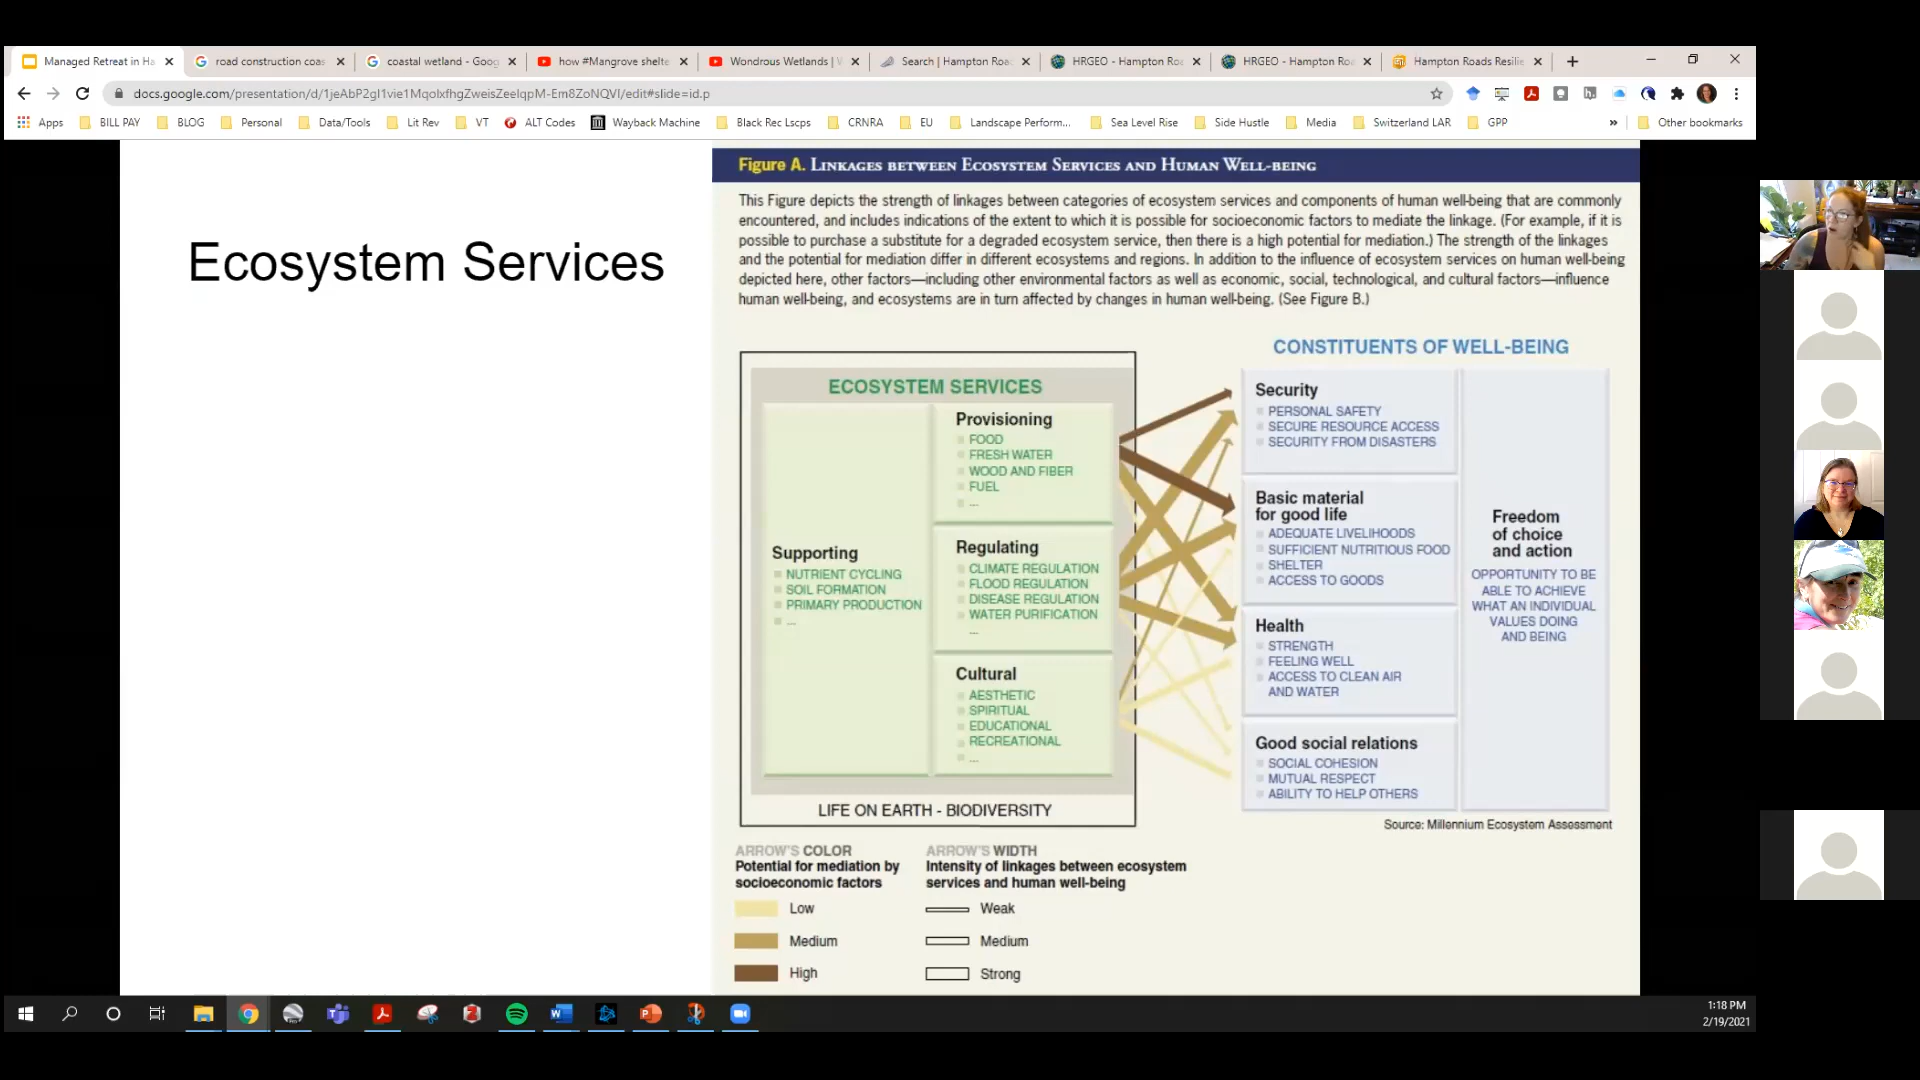 Managed Retreat in Ha
road construction coas
coastal wetland - Goog
how #Mangrove shelte
Wondrous Wetlands | V
Search | Hampton Roa
HRGEO - Hampton Roa
HRGEO - Hampton Roa
Hampton Roads Resilie
Apps
BILL PAY
BLOG
Personal
Data/Tools
Lit Rev
VT
ALT Codes
Wayback Machine
Black Rec Lscps
CRNRA
EU
Landscape Perform...
Sea Level Rise
Side Hustle
Media
Switzerland LAR
GPP
»
Other bookmarks
Ecosystem Services
Figure A. LINKAGES BETWEEN ECOSYSTEM SERVICES AND HUMAN WELL-BEING
This Figure depicts the strength of linkages between categories of ecosystem services and components of human well-being that are commonly
encountered, and includes indications of the extent to which it is possible for socioeconomic factors to mediate the linkage. (For example, if it is
possible to purchase a substitute for a degraded ecosystem service, then there is a high potential for mediation.) The strength of the linkages
and the potential for mediation differ in different ecosystems and regions. In addition to the influence of ecosystem services on human well-being
depicted here, other factors—including other environmental factors as well as economic, social, technological, and cultural factors—influence
human well-being, and ecosystems are in turn affected by changes in human well-being. (See Figure B.)
ECOSYSTEM SERVICES
Supporting
NUTRIENT CYCLING
SOIL FORMATION
PRIMARY PRODUCTION
...
Provisioning
FOOD
FRESH WATER
WOOD AND FIBER
FUEL
...
Regulating
CLIMATE REGULATION
FLOOD REGULATION
DISEASE REGULATION
WATER PURIFICATION
...
Cultural
AESTHETIC
SPIRITUAL
EDUCATIONAL
RECREATIONAL
...
LIFE ON EARTH - BIODIVERSITY
CONSTITUENTS OF WELL-BEING
Security
PERSONAL SAFETY
SECURE RESOURCE ACCESS
SECURITY FROM DISASTERS
Basic material
for good life
ADEQUATE LIVELIHOODS
SUFFICIENT NUTRITIOUS FOOD
SHELTER
ACCESS TO GOODS
Health
STRENGTH
FEELING WELL
ACCESS TO CLEAN AIR
AND WATER
Good social relations
SOCIAL COHESION
MUTUAL RESPECT
ABILITY TO HELP OTHERS
Freedom
of choice
and action
OPPORTUNITY TO BE
ABLE TO ACHIEVE
WHAT AN INDIVIDUAL
VALUES DOING
AND BEING
Source: Millennium Ecosystem Assessment
ARROW'S COLOR
Potential for mediation by
socioeconomic factors
Low
Medium
High
ARROW'S WIDTH
Intensity of linkages between ecosystem
services and human well-being
Weak
Medium
Strong
1:18 PM
2/19/2021